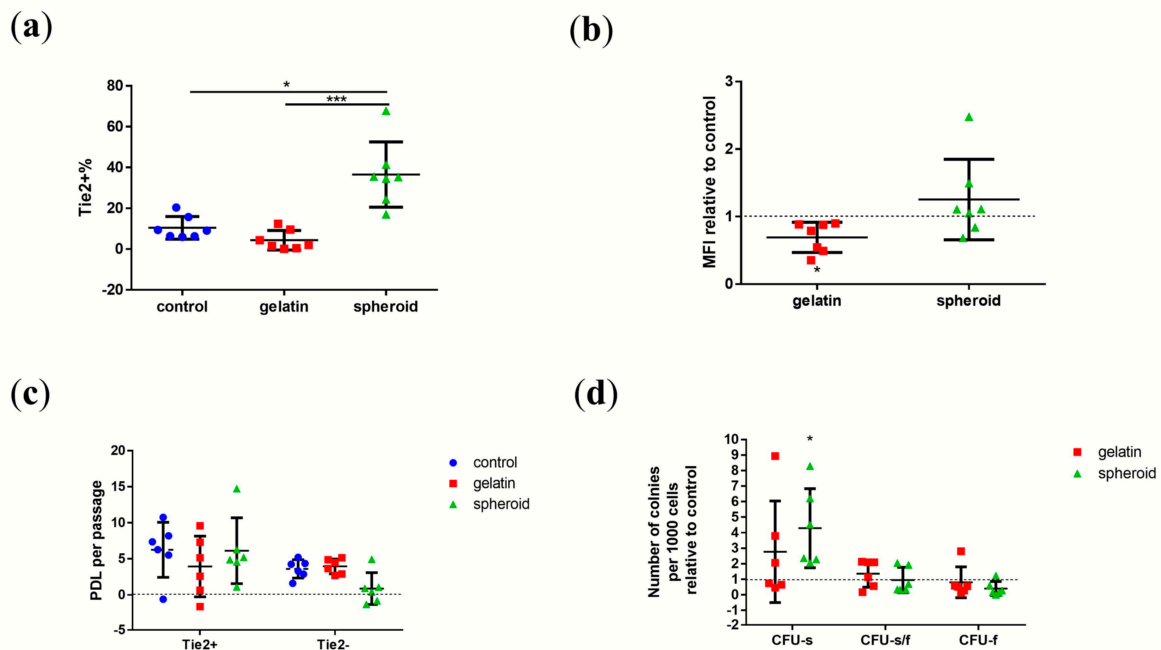 (a)
Tie2+%
80
60
40
20
0
-20
*
***
control
gelatin
spheroid
(b)
MFI relative to control
3
2
1
0
*
gelatin
spheroid
(c)
PDL per passage
20
15
10
5
0
-5
Tie2+
Tie2-
control
gelatin
spheroid
(d)
Number of colnies
per 1000 cells
relative to control
10
9
8
7
6
5
4
3
2
1
0
-1
-2
*
CFU-s
CFU-s/f
CFU-f
gelatin
spheroid